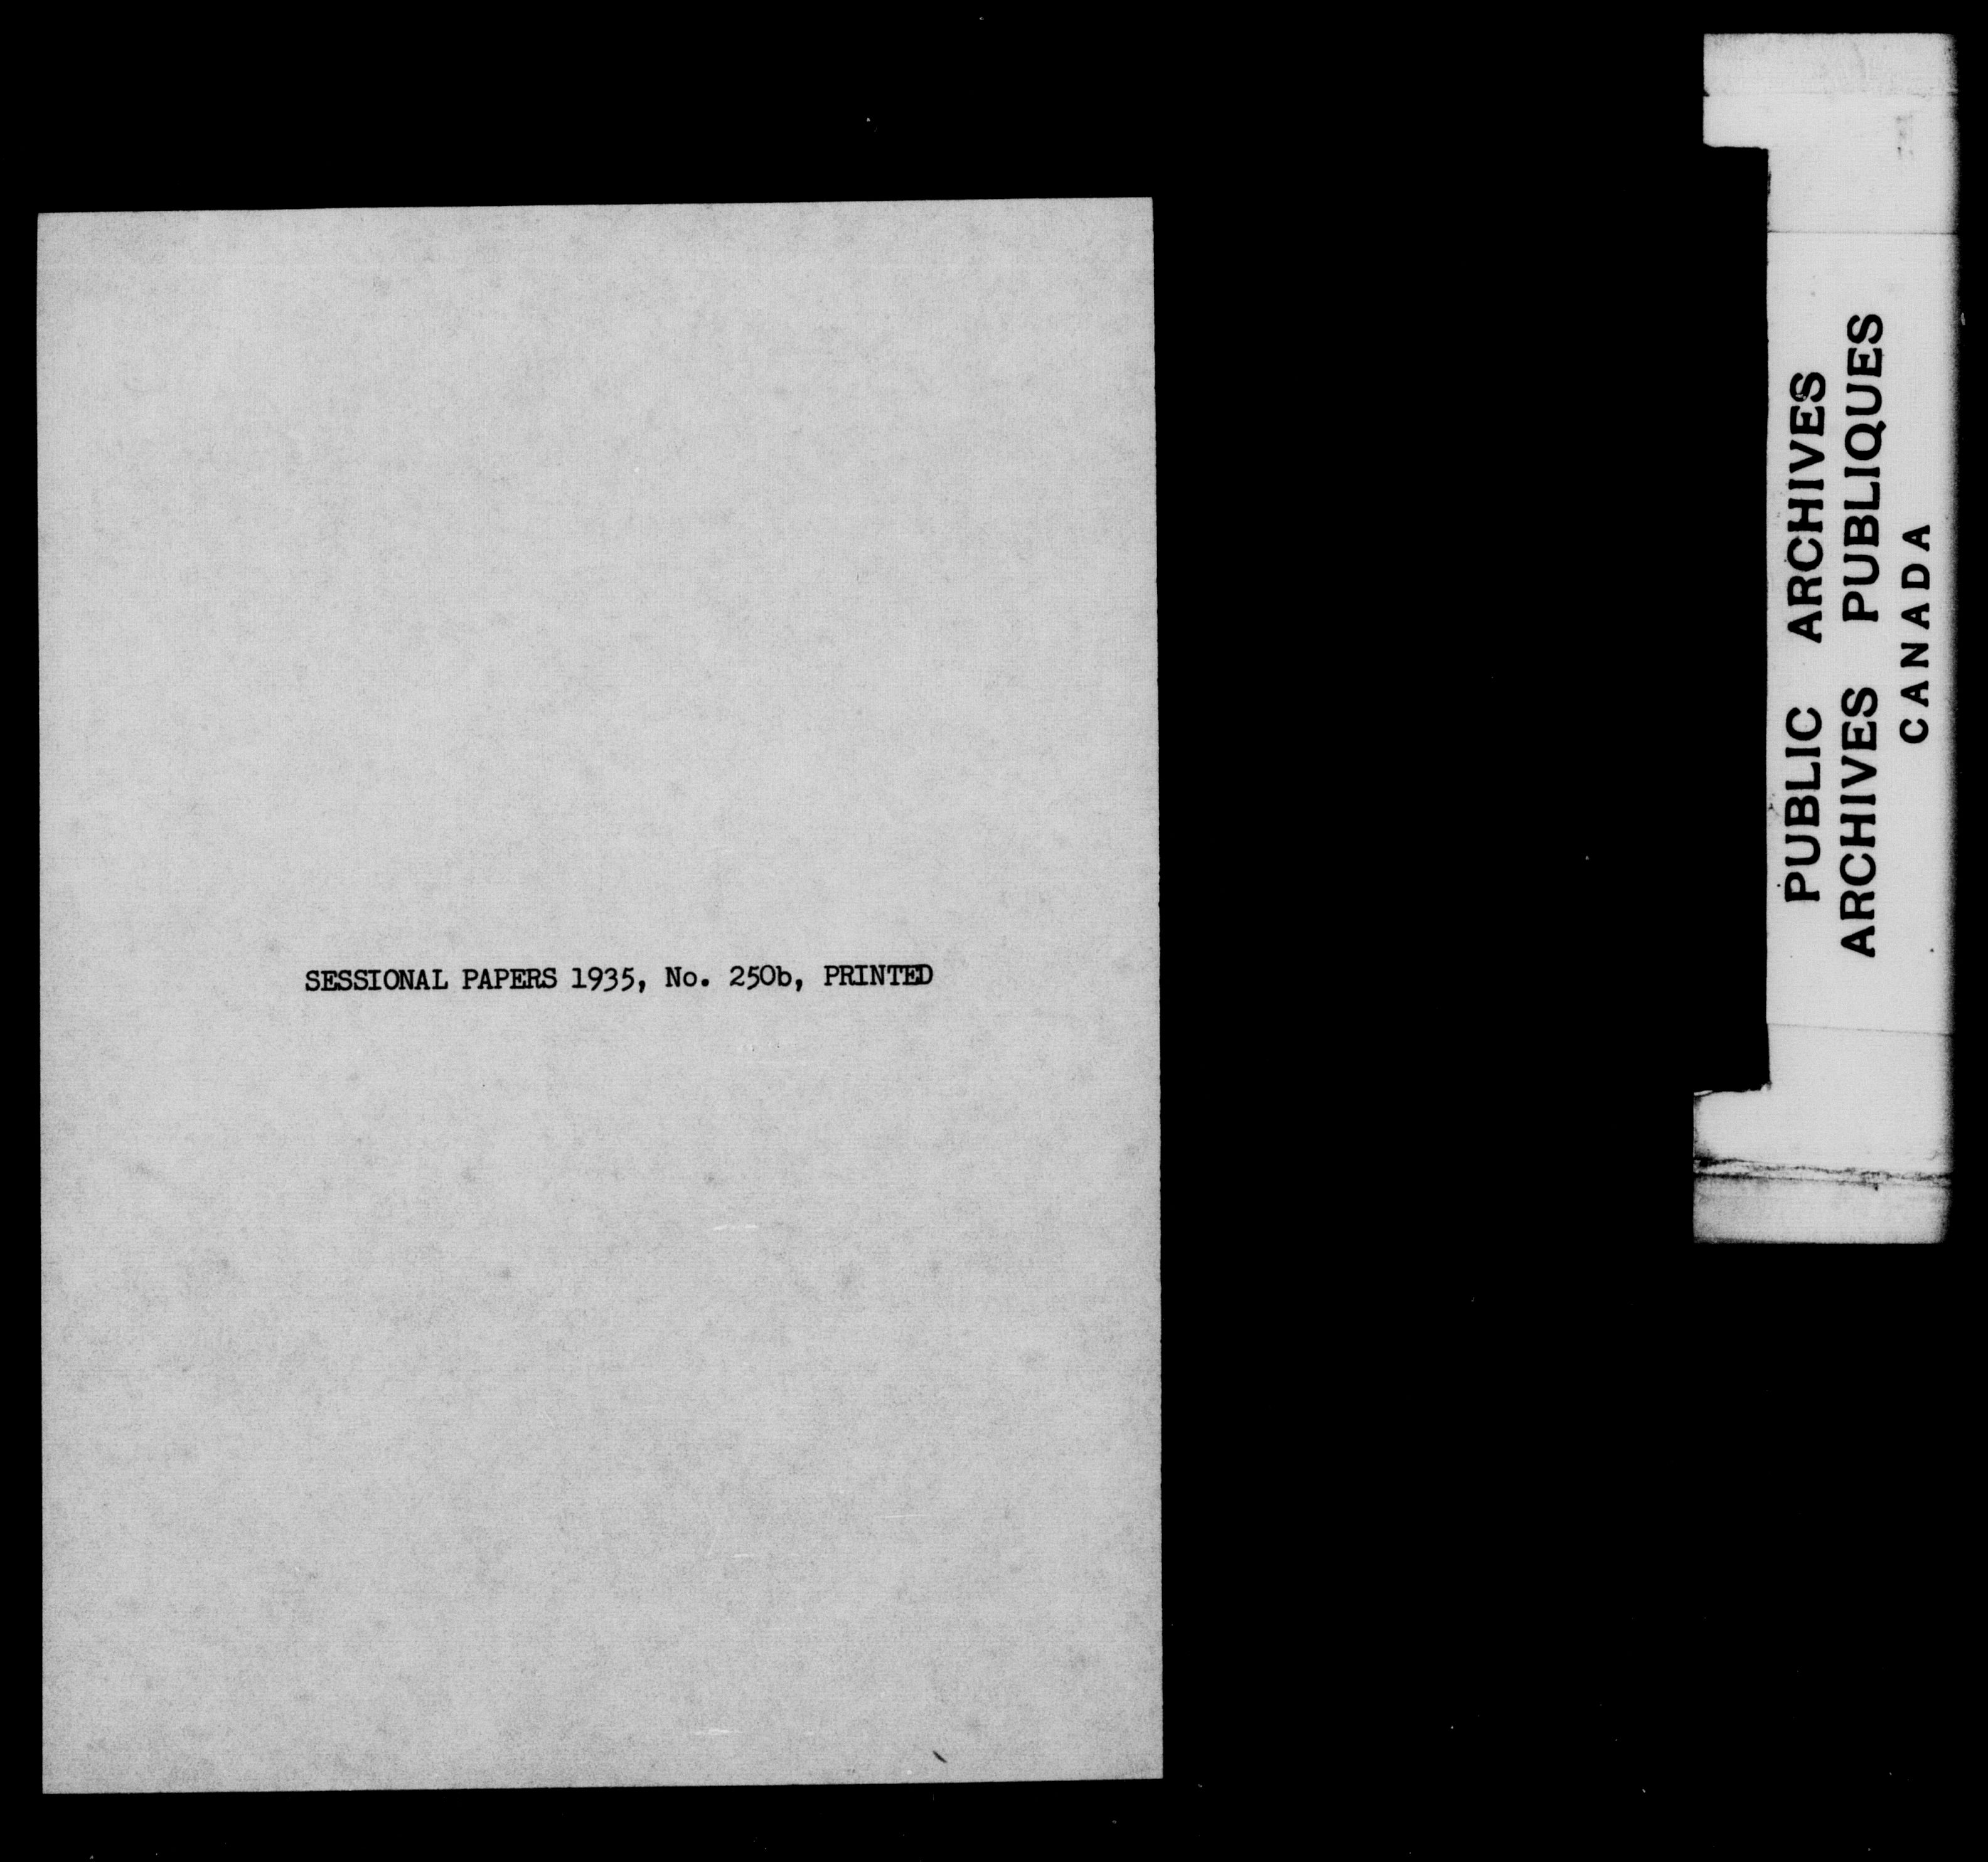 SESSIONAL PAPERS 1935, No. 250b, PRINTED
PUBLIC ARCHIVES
ARCHIVES PUBLIQUES
CANADA